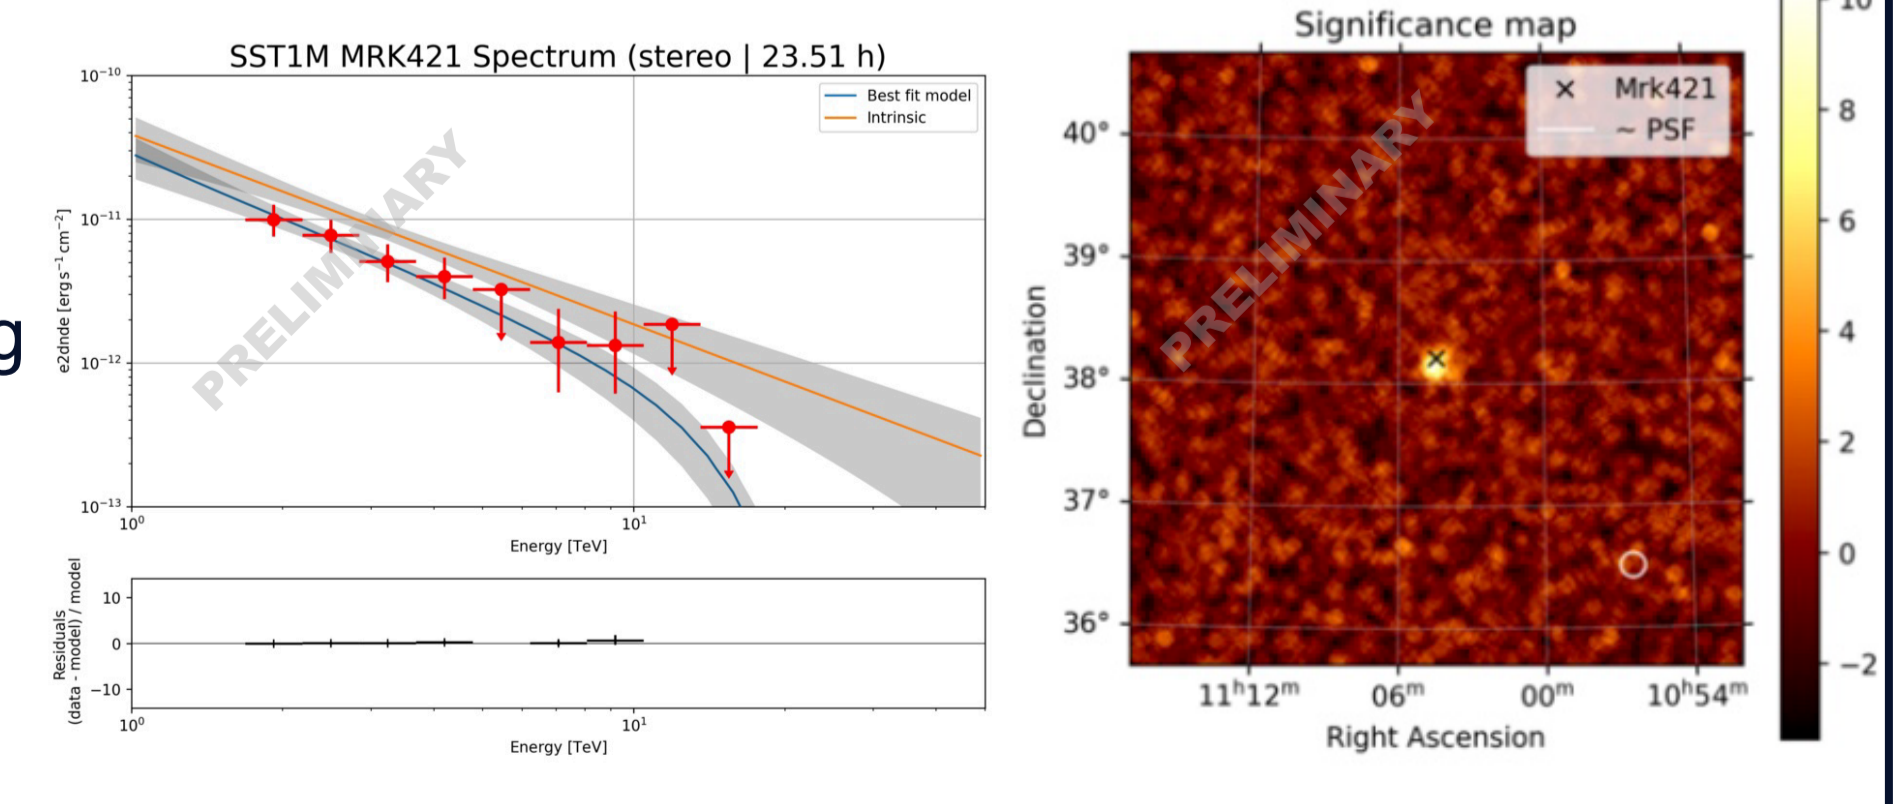 g
SST1M MRK421 Spectrum (stereo | 23.51 h)
10⁻¹⁰
10⁻¹¹
10⁻¹²
10⁻¹³
e2dnde [erg s⁻¹ cm⁻²]
Best fit model
Intrinsic
PRELIMINARY
10⁰
10¹
Energy [TeV]
Residuals
(data - model) / model
10
0
−10
10⁰
10¹
Energy [TeV]
Significance map
× Mrk421
~ PSF
PRELIMINARY
Declination
40°
39°
38°
37°
36°
11ʰ12ᵐ
06ᵐ
00ᵐ
10ʰ54ᵐ
Right Ascension
10
8
6
4
2
0
−2